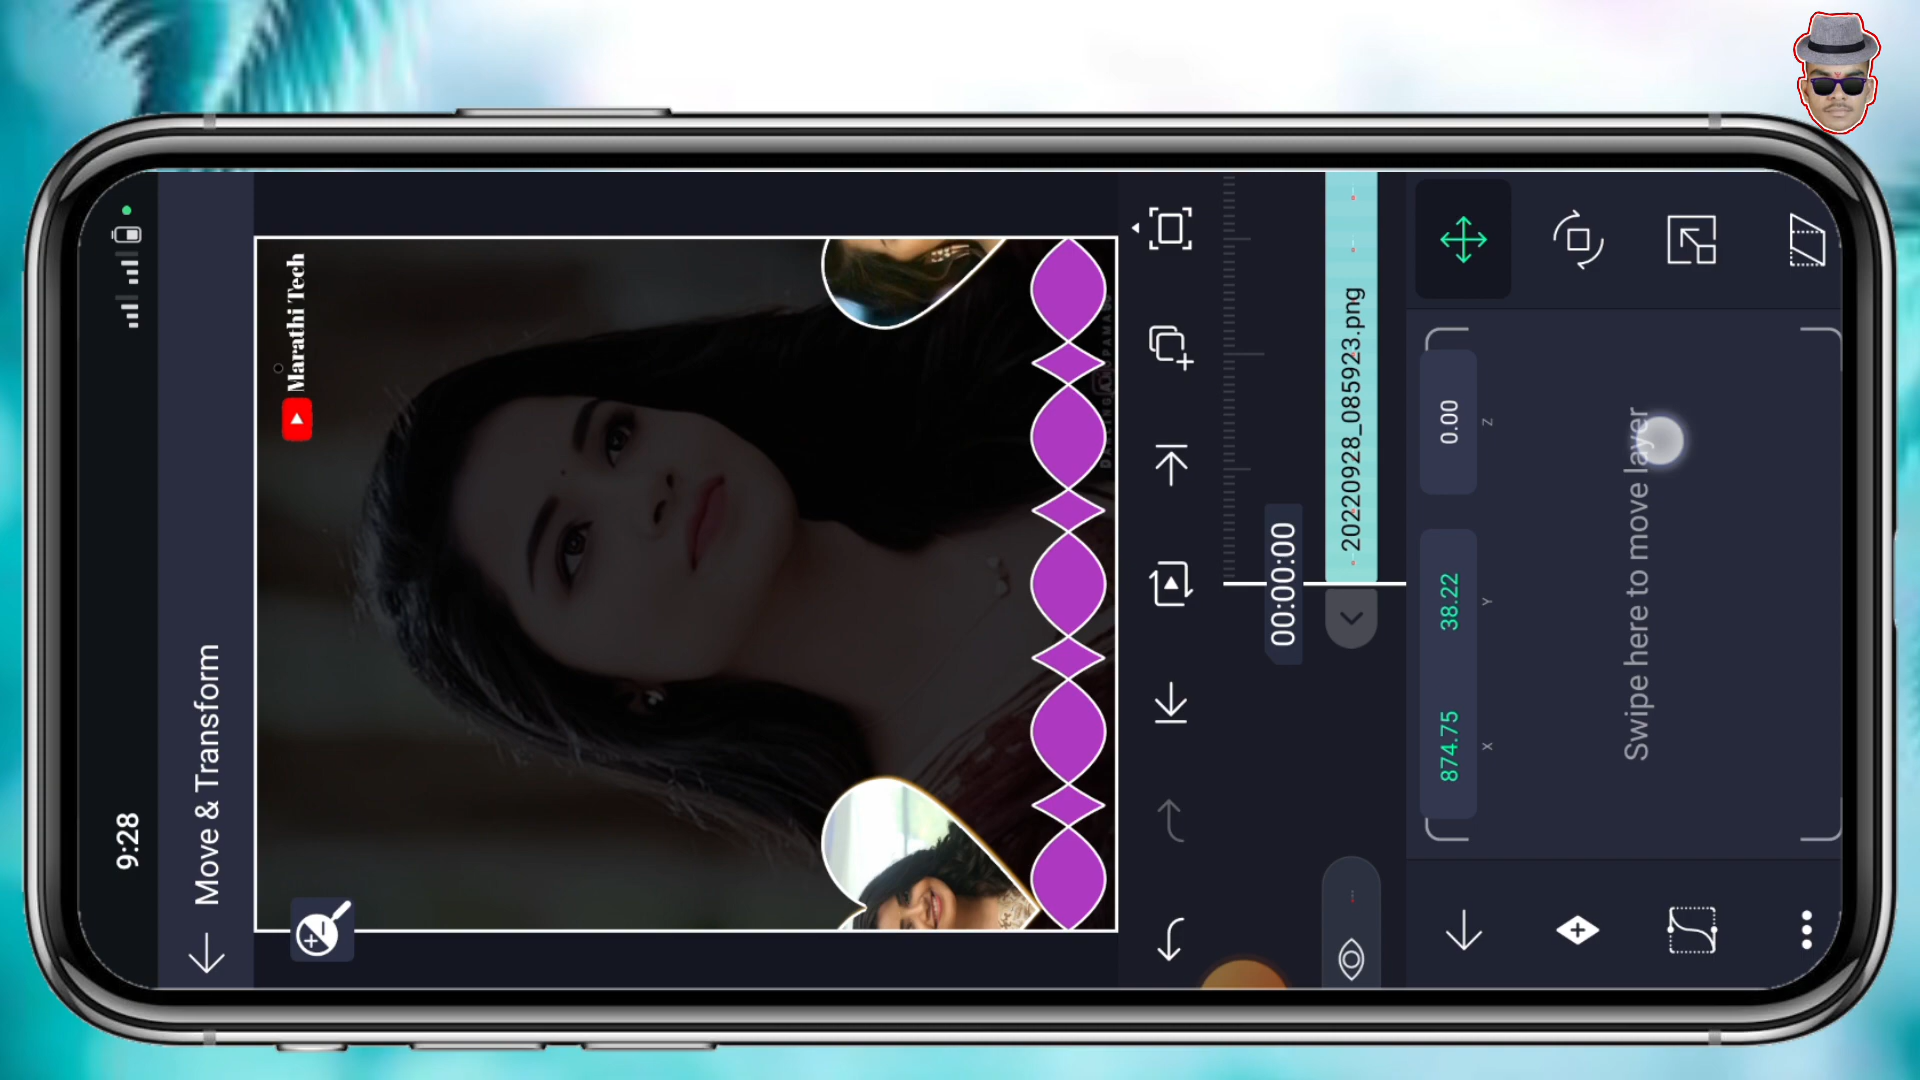 9:28
Move & Transform
Marathi Tech
00:00:00
20220928_085923.png
874.75
38.22
0.00
X
Y
Z
Swipe here to move layer